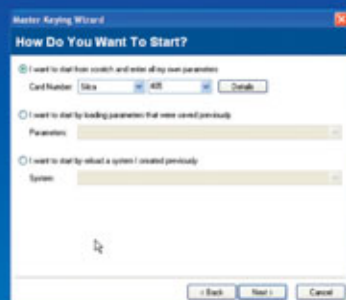 Master Keying Wizard
How Do You Want To Start?
I want to start from scratch and enter all my own parameters
Card Number: Silca 405 Details
I want to start by loading parameters that were saved previously
Parameters:
I want to start by reload a system I created previously
System:
< Back Next > Cancel